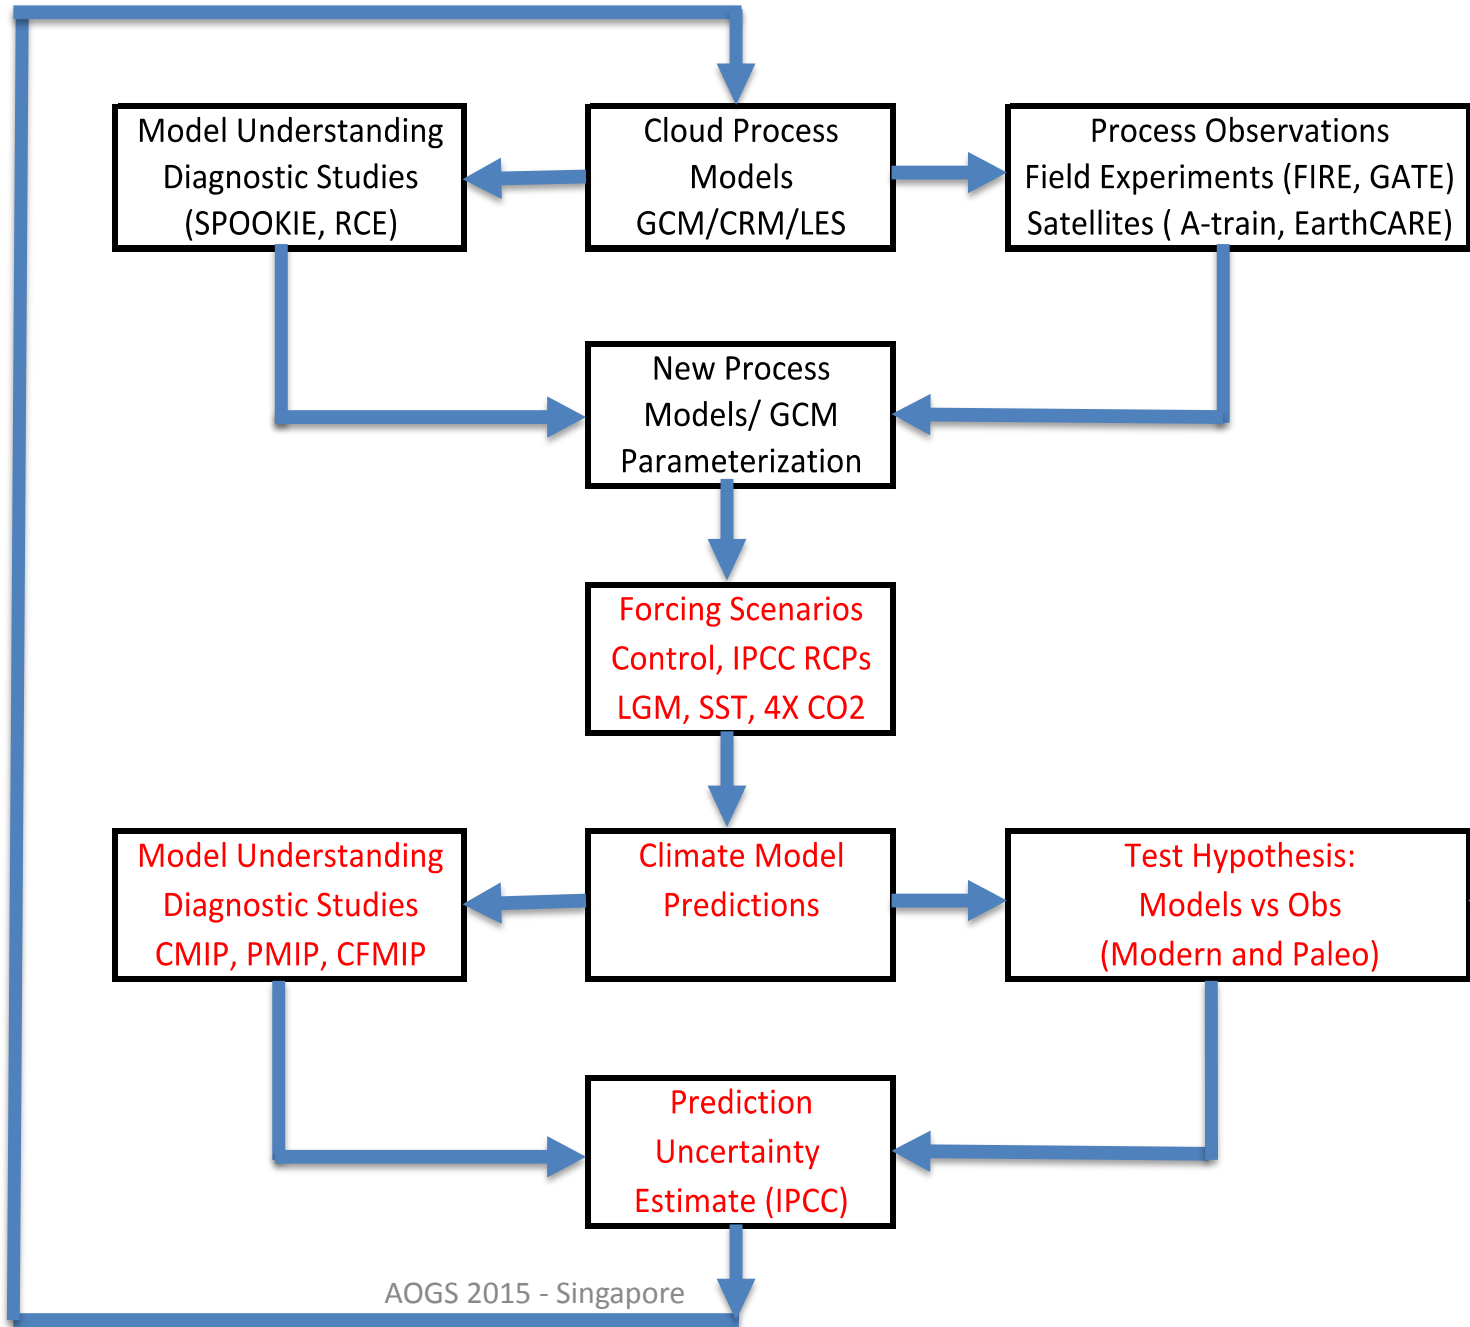 Model Understanding
Diagnostic Studies
(SPOOKIE, RCE)
Cloud Process
Models
GCM/CRM/LES
Process Observations
Field Experiments (FIRE, GATE)
Satellites ( A-train, EarthCARE)
New Process
Models/ GCM
Parameterization
Forcing Scenarios
Control, IPCC RCPs
LGM, SST, 4X CO2
Model Understanding
Diagnostic Studies
CMIP, PMIP, CFMIP
Climate Model
Predictions
Test Hypothesis:
Models vs Obs
(Modern and Paleo)
Prediction
Uncertainty
Estimate (IPCC)
AOGS 2015 - Singapore